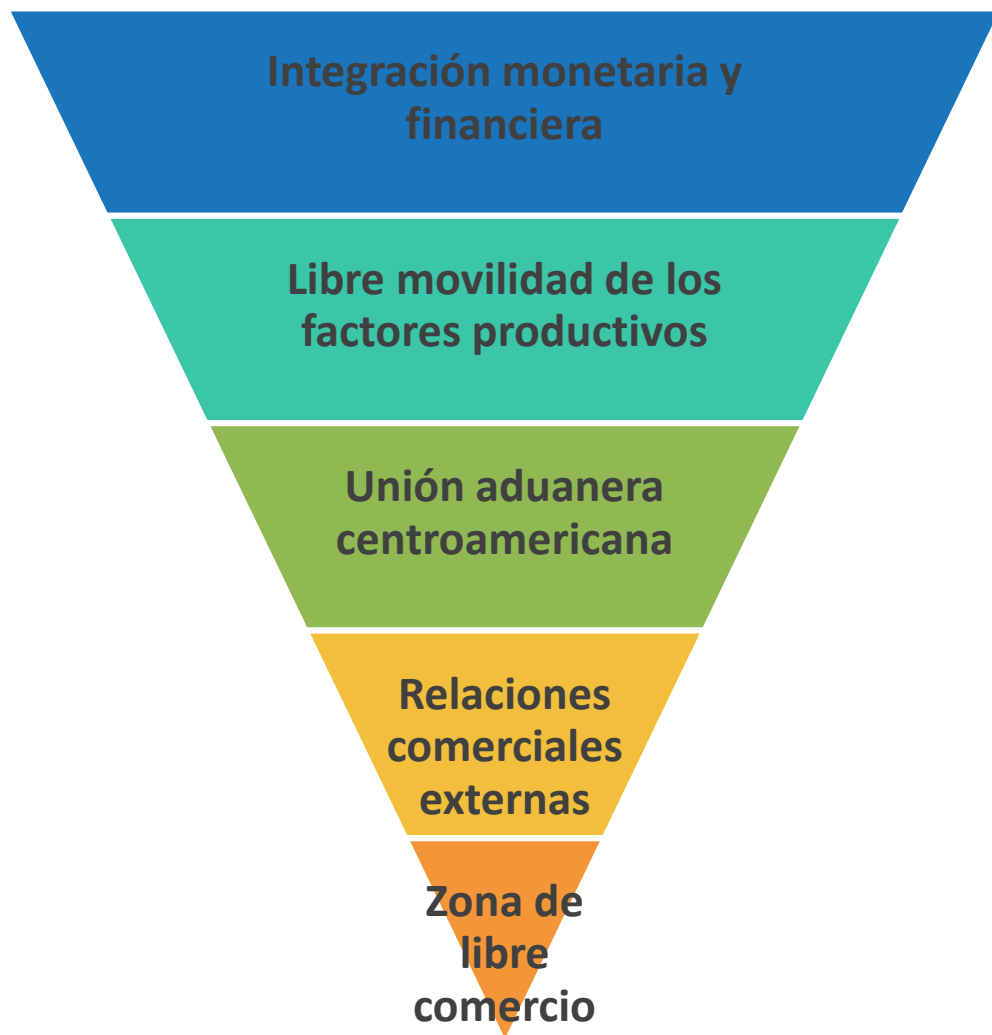 Integración monetaria y
financiera
Libre movilidad de los
factores productivos
Unión aduanera
centroamericana
Relaciones
comerciales
externas
Zona de
libre
comercio